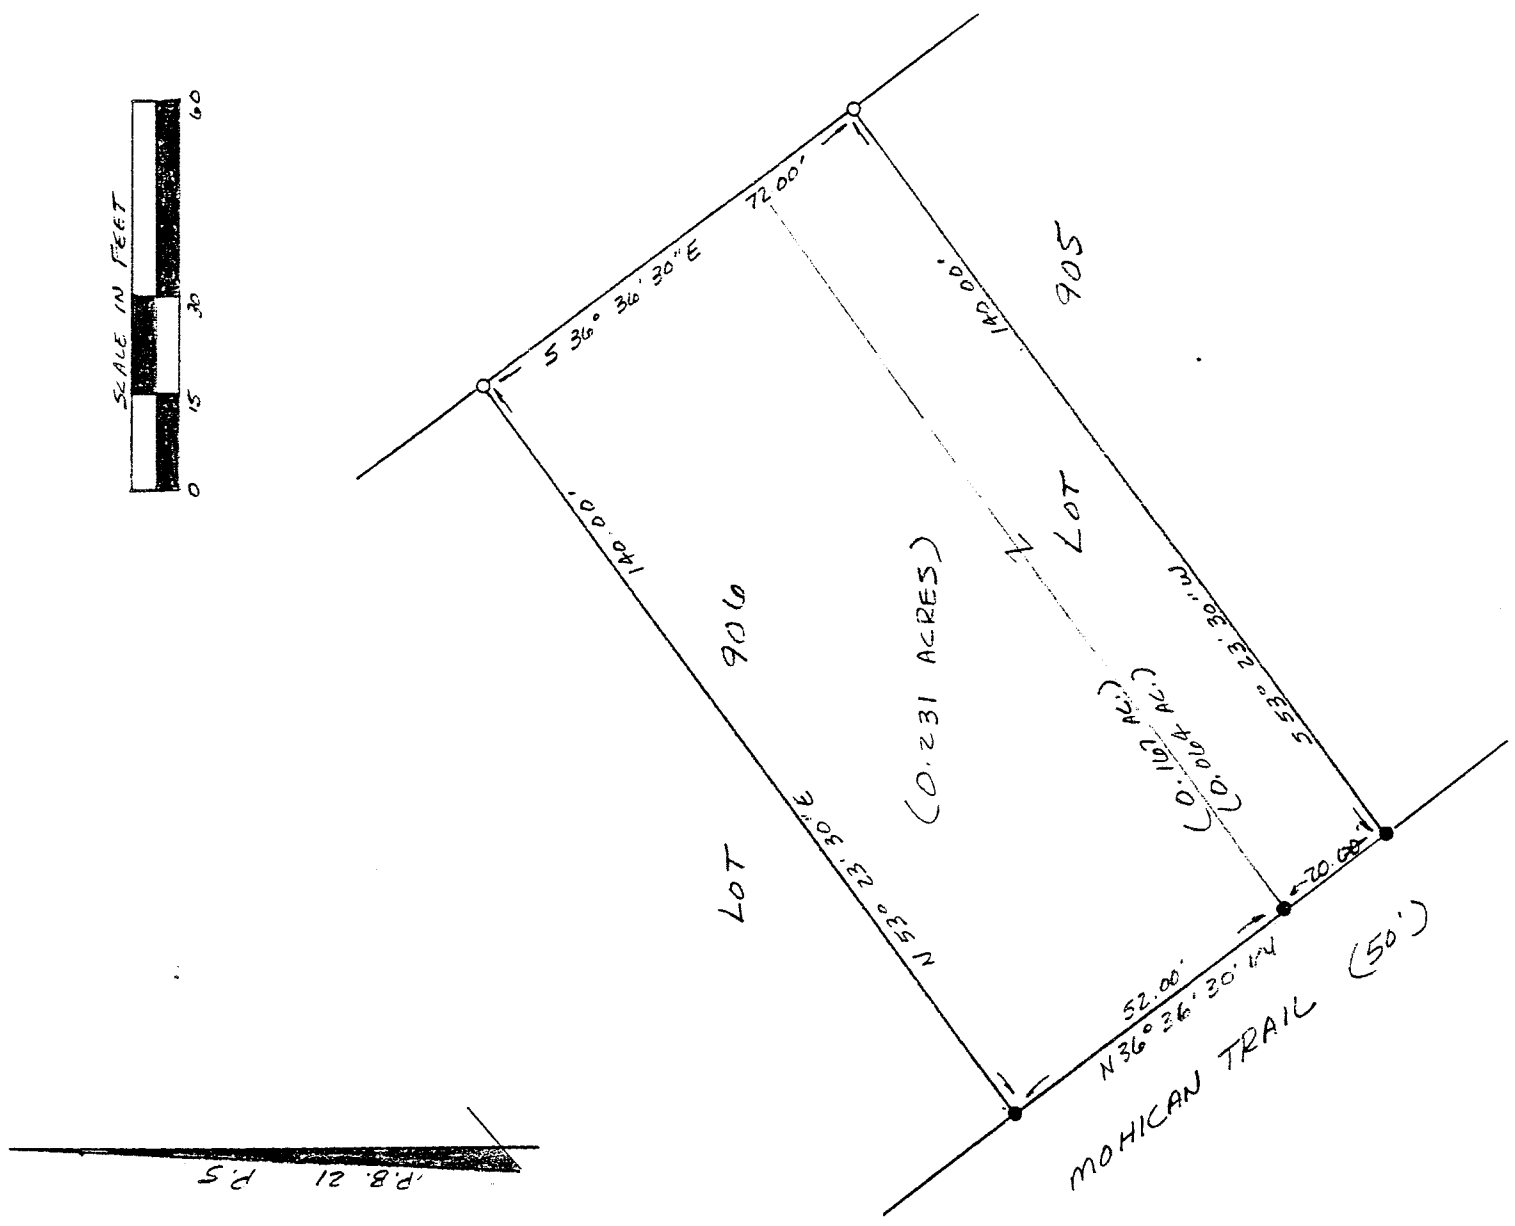 SCALE IN FEET
0 15 30 60
72.00'
S 36° 36' 30" E
140.00'
905
LOT
S 53° 23' 30" W
140.00'
906
LOT
N 53° 23' 30" E
(0.231 ACRES)
(0.167 AC.)
(0.064 AC.)
20.00'
52.00'
N 36° 36' 30"
MOHICAN TRAIL (50')
P.B. 21 P.5